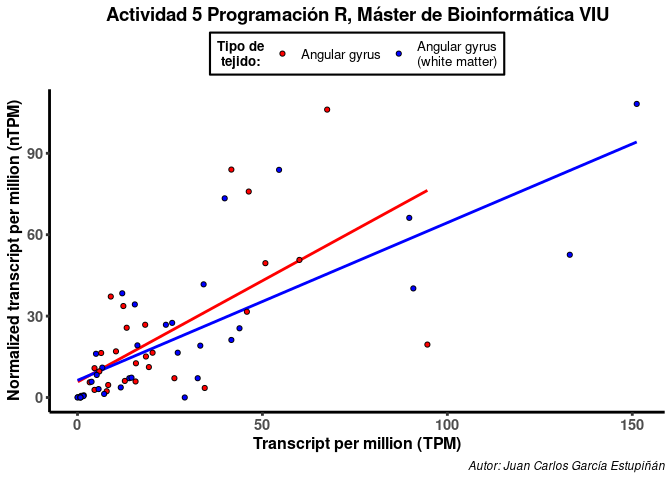 Actividad 5 Programación R, Máster de Bioinformática VIU
Tipo de
tejido:
Angular gyrus
Angular gyrus
(white matter)
Normalized transcript per million (nTPM)
90
60
30
0
0
50
100
150
Transcript per million (TPM)
Autor: Juan Carlos García Estupiñán